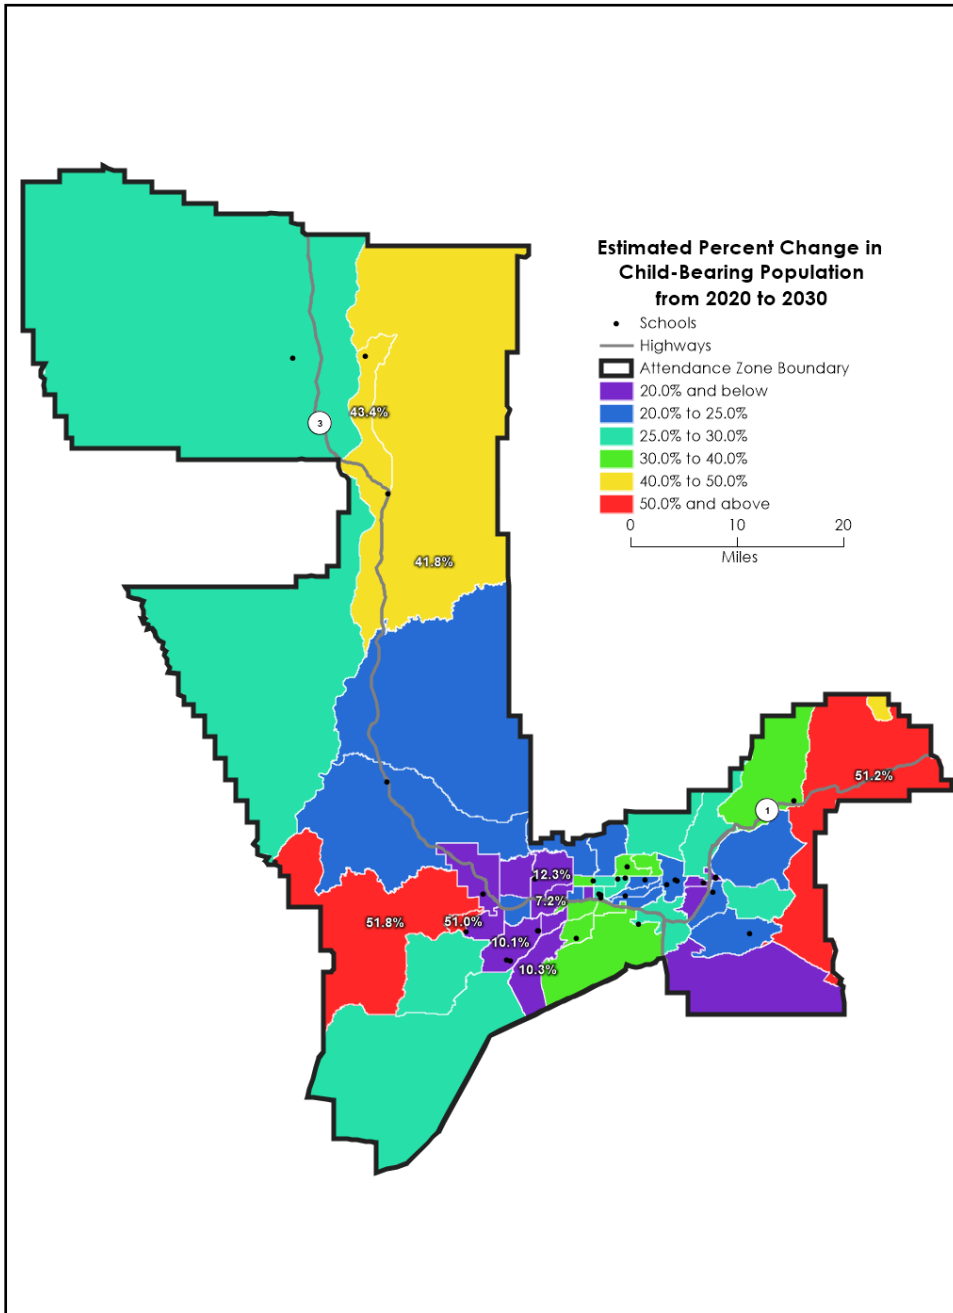 Estimated Percent Change in
Child-Bearing Population
from 2020 to 2030
Schools
Highways
Attendance Zone Boundary
20.0% and below
20.0% to 25.0%
25.0% to 30.0%
30.0% to 40.0%
40.0% to 50.0%
50.0% and above
0 10 20
Miles
43.4%
3
41.8%
51.2%
1
12.3%
7.2%
51.8%
51.0%
10.1%
10.3%